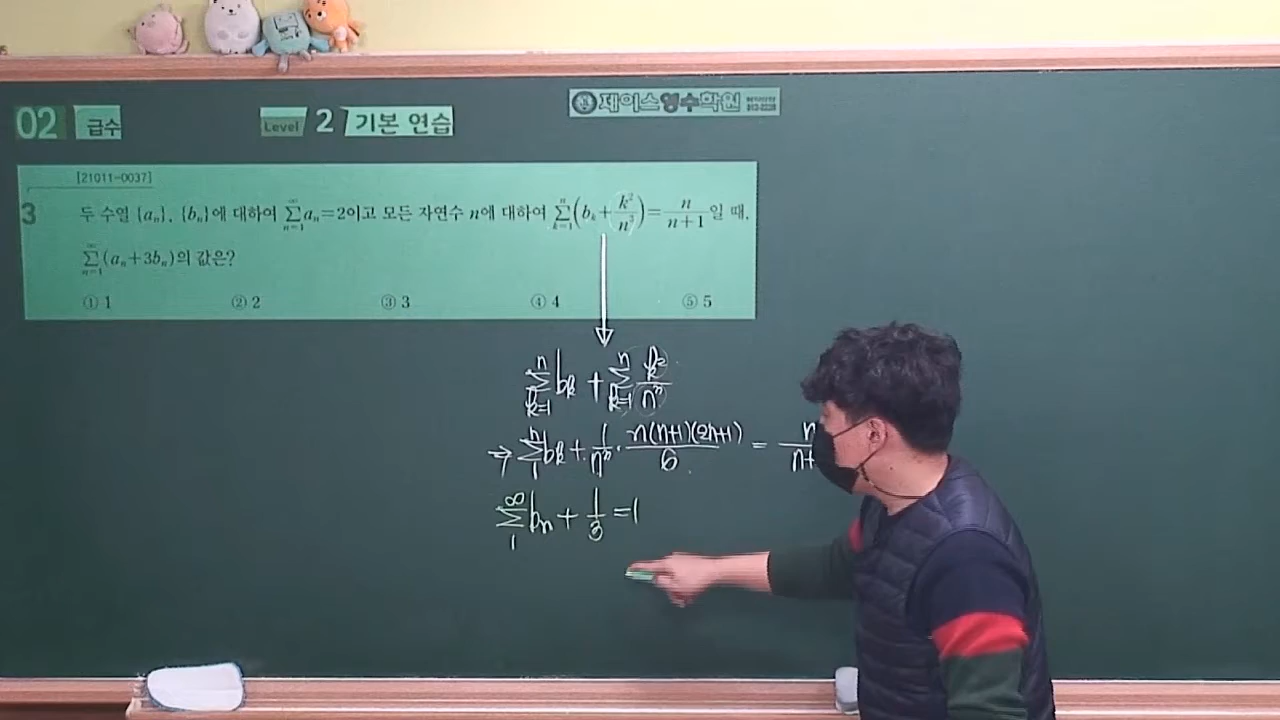 02 급수
Level 2 기본 연습
제이스영수학원
[21011-0037]
3 두 수열 {aₙ}, {bₙ}에 대하여 ∑_{n=1}^{∞} aₙ=2이고 모든 자연수 n에 대하여 ∑_{k=1}^{n}(bₖ+k²/n³)=n/(n+1)일 때,
∑_{n=1}^{∞}(aₙ+3bₙ)의 값은?
① 1 ② 2 ③ 3 ④ 4 ⑤ 5
∑_{k=1}^{n} bₖ + ∑_{k=1}^{n} k²/n³
→ ∑_{1}^{n} bₖ + 1/n³ · n(n+1)(2n+1)/6 = n/n+
∑_{1}^{∞} bₙ + 1/3 = 1